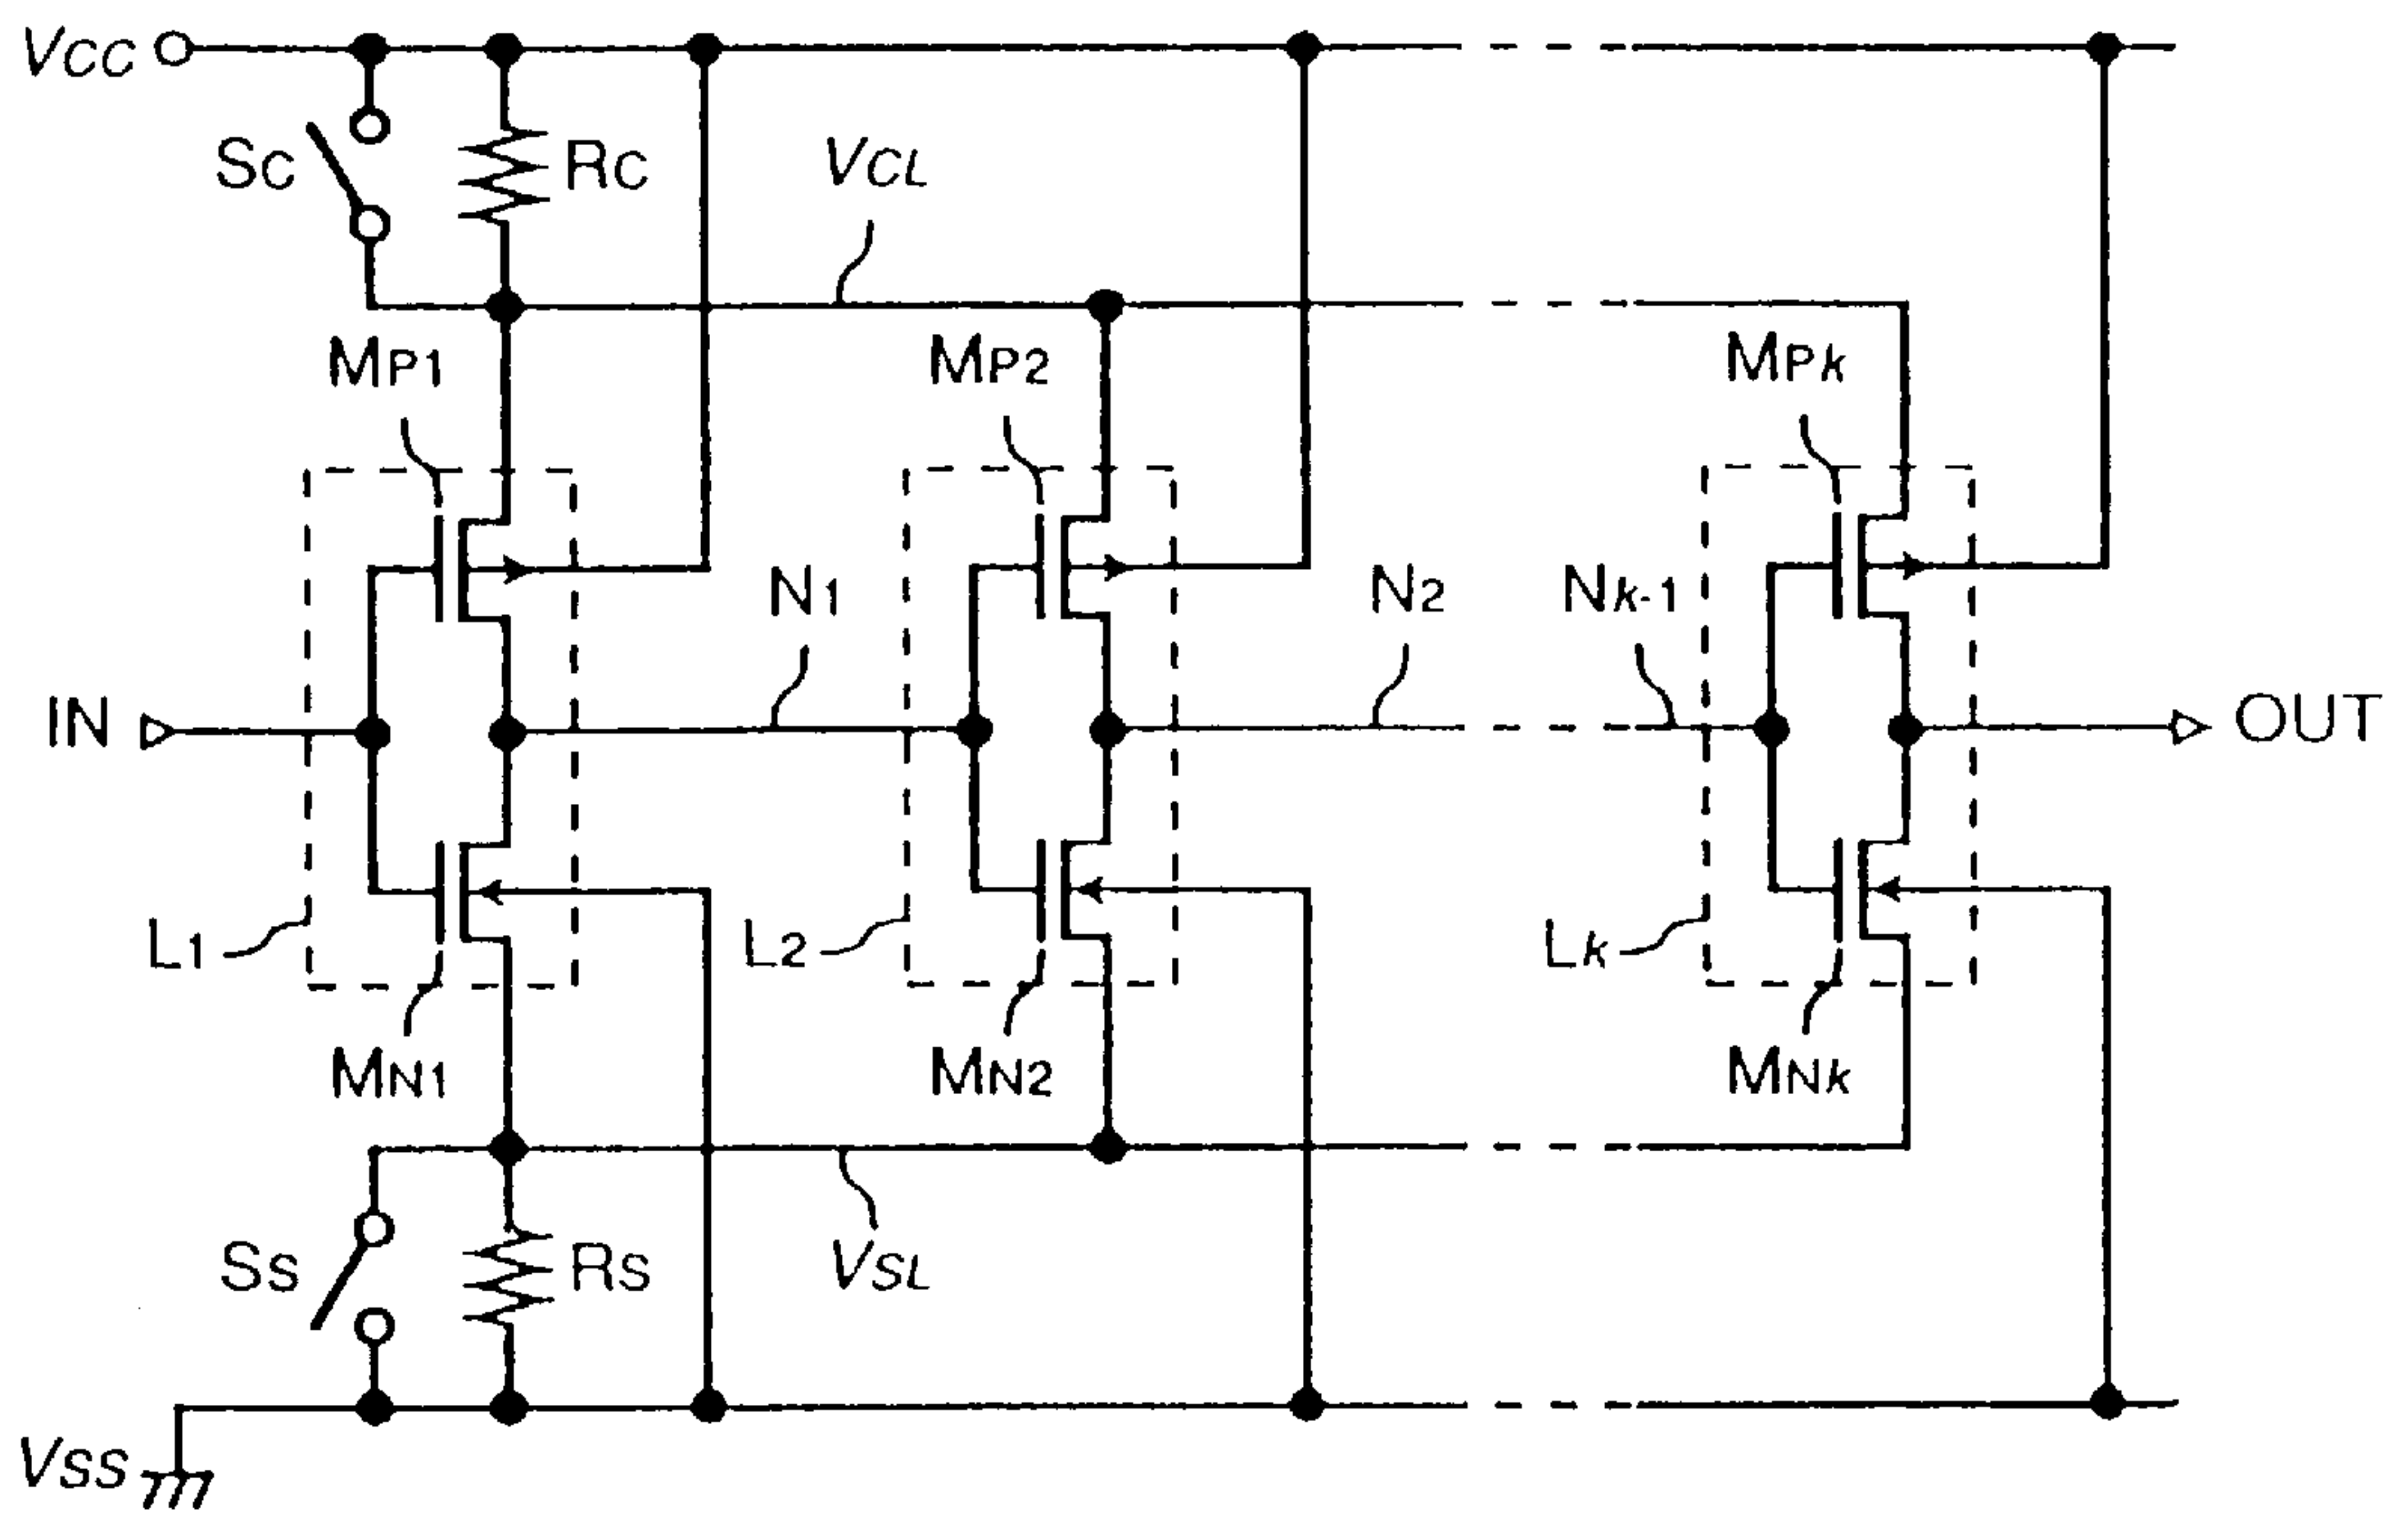 VCC
SC RC VCL
MP1 MP2 MPk
N1 N2 Nk-1
IN OUT
L1 L2 Lk
MN1 MN2 MNk
SS RS VSL
VSS